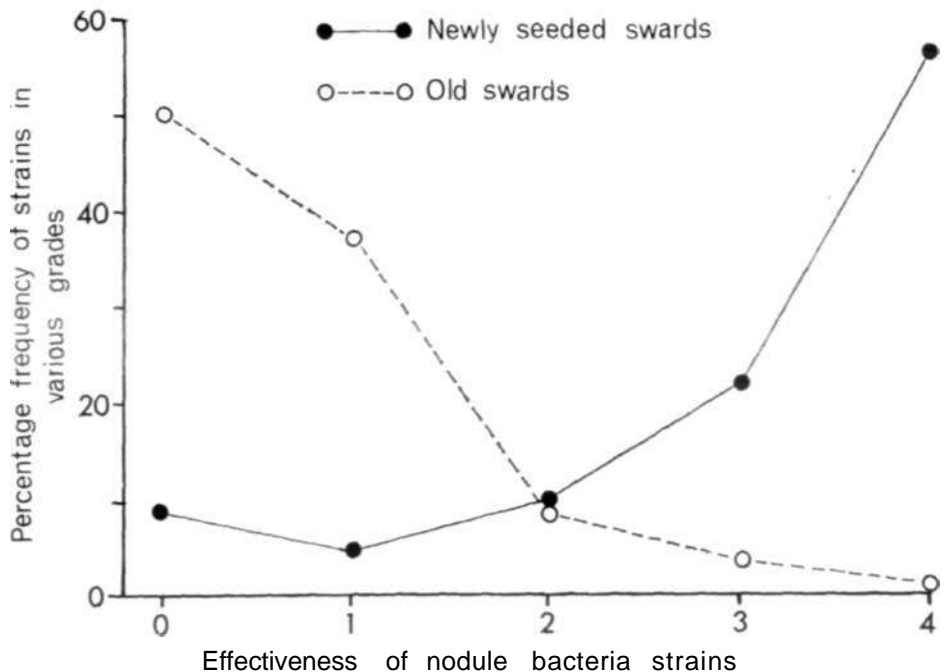 60
Newly seeded swards
Old swards
Percentage frequency of strains in
various grades
40
20
0
0 1 2 3 4
Effectiveness of nodule bacteria strains